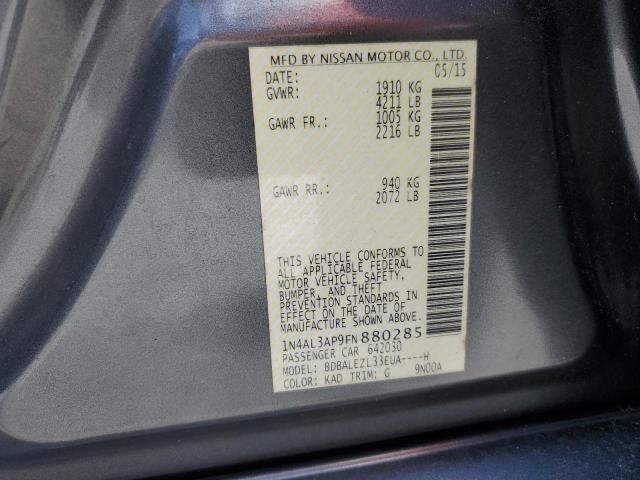 MFD BY NISSAN MOTOR CO., LTD.
DATE: 05/15
GVWR: 1910 KG
4211 LB
GAWR FR.: 1005 KG
2216 LB
GAWR RR.: 940 KG
2072 LB
THIS VEHICLE CONFORMS TO
ALL APPLICABLE FEDERAL
MOTOR VEHICLE SAFETY,
BUMPER, AND THEFT
PREVENTION STANDARDS IN
EFFECT ON THE DATE OF
MANUFACTURE SHOWN ABOVE.
1N4AL3AP9FN880285
PASSENGER CAR 642030
MODEL: BDBALEZL33EUA----H
COLOR: KAD TRIM: G 9N00A